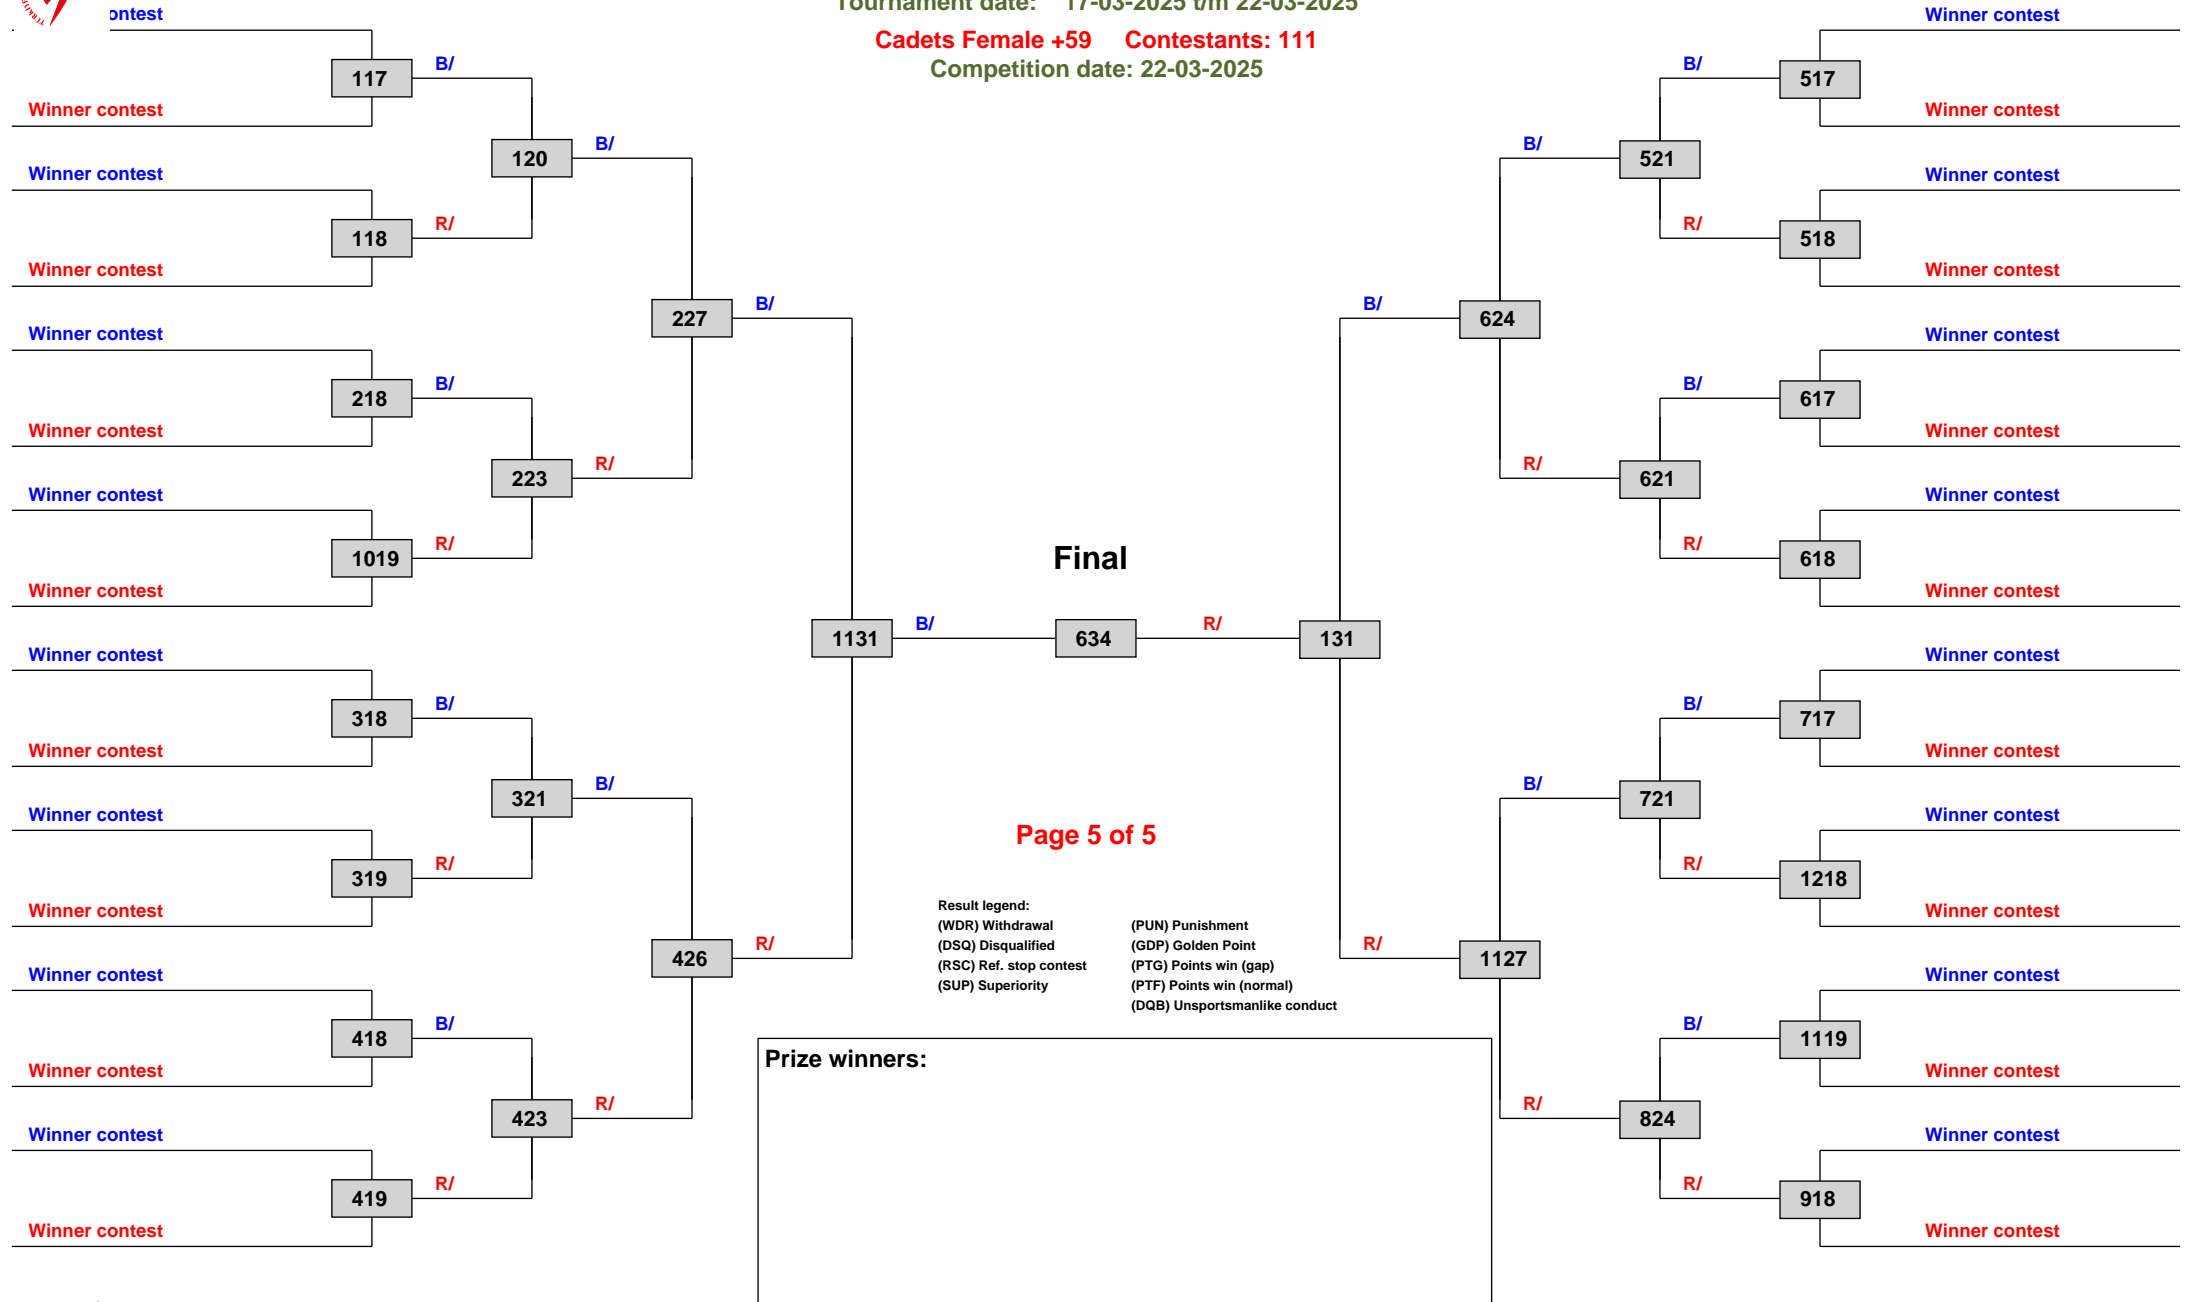 Tournament date: 17-03-2025 t/m 22-03-2025
Cadets Female +59 Contestants: 111
Competition date: 22-03-2025
ontest
117
B/
Winner contest
120
B/
Winner contest
118
R/
Winner contest
227
B/
Winner contest
218
B/
Winner contest
223
R/
Winner contest
1019
R/
Winner contest
1131
B/
Winner contest
318
B/
Winner contest
321
B/
Winner contest
319
R/
Winner contest
426
R/
Winner contest
418
B/
Winner contest
423
R/
Winner contest
419
R/
Winner contest
Final
634
R/
131
Page 5 of 5
Result legend:
(WDR) Withdrawal
(DSQ) Disqualified
(RSC) Ref. stop contest
(SUP) Superiority
(PUN) Punishment
(GDP) Golden Point
(PTG) Points win (gap)
(PTF) Points win (normal)
(DQB) Unsportsmanlike conduct
Prize winners:
Winner contest
B/
517
Winner contest
B/
521
Winner contest
R/
518
Winner contest
B/
624
Winner contest
B/
617
Winner contest
R/
621
Winner contest
R/
618
Winner contest
Winner contest
B/
717
Winner contest
B/
721
Winner contest
R/
1218
Winner contest
R/
1127
Winner contest
B/
1119
Winner contest
R/
824
Winner contest
R/
918
Winner contest